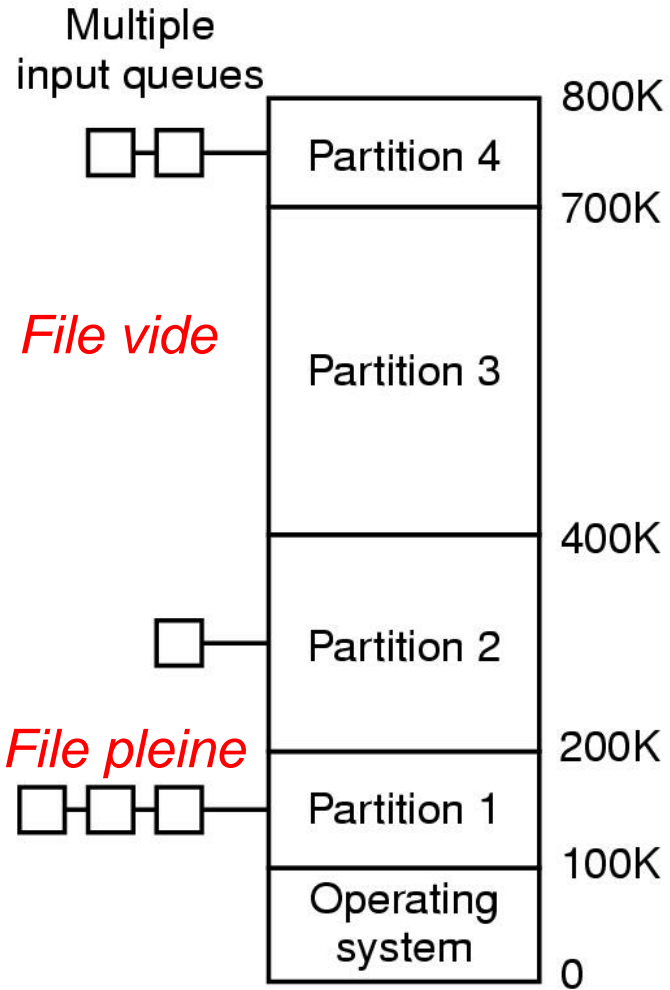 Multiple
input queues
800K
Partition 4
700K
File vide
Partition 3
400K
Partition 2
File pleine
200K
Partition 1
100K
Operating
system
0